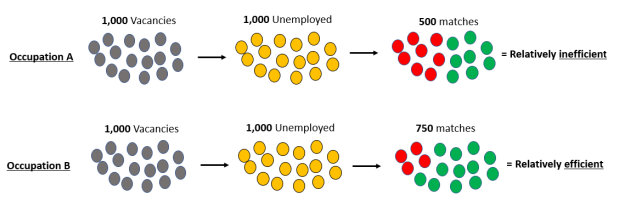 1,000 Vacancies 1,000 Unemployed 500 matches
Occupation A = Relatively inefficient
1,000 Vacancies 1,000 Unemployed 750 matches
Occupation B = Relatively efficient